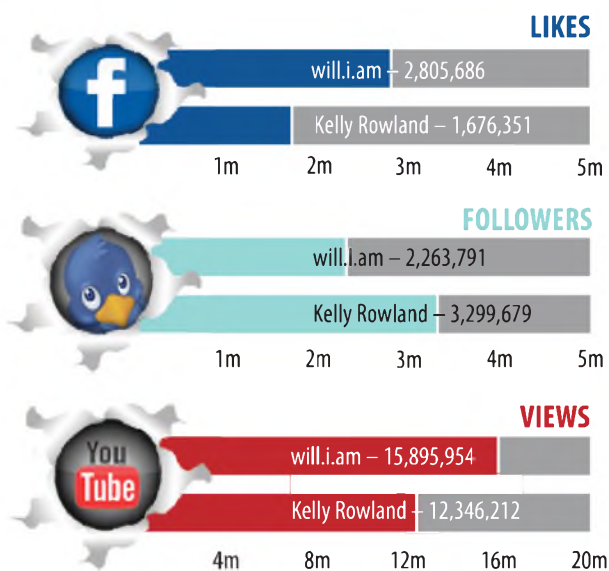 LIKES
f
will.i.am – 2,805,686
Kelly Rowland – 1,676,351
1m 2m 3m 4m 5m
FOLLOWERS
will.i.am – 2,263,791
Kelly Rowland – 3,299,679
1m 2m 3m 4m 5m
VIEWS
You
Tube
will.i.am – 15,895,954
Kelly Rowland – 12,346,212
4m 8m 12m 16m 20m